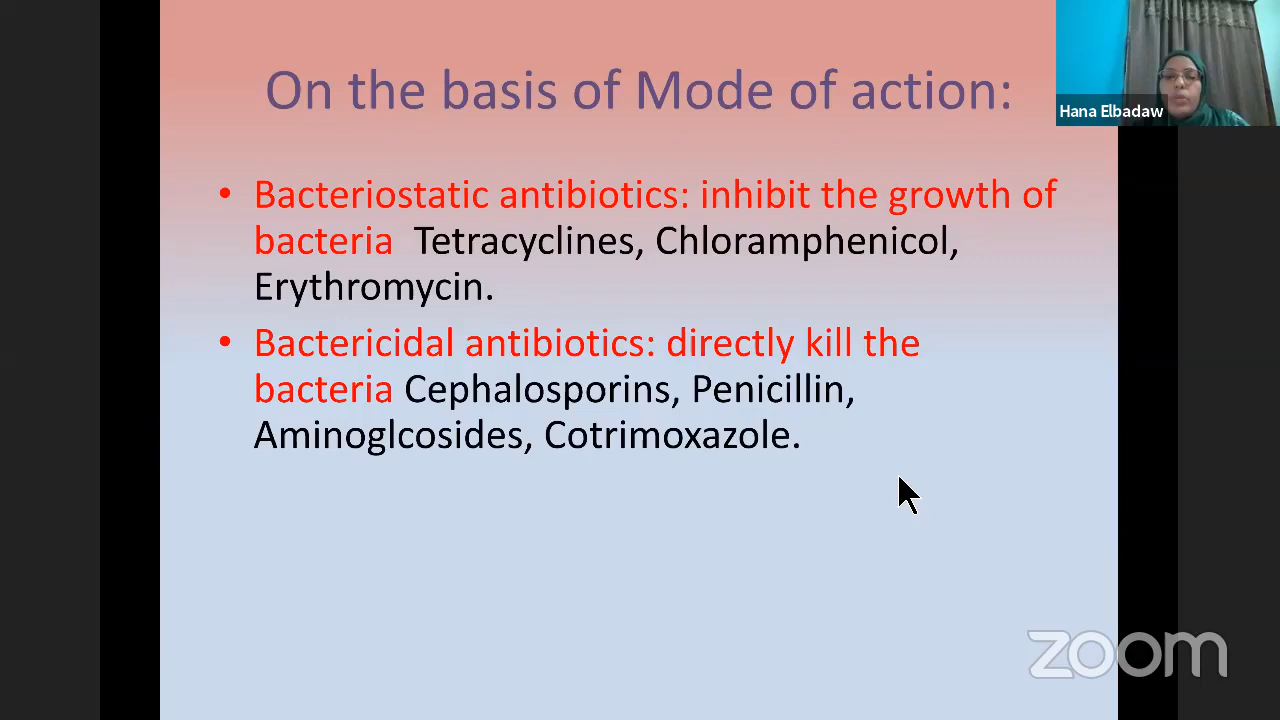 On the basis of Mode of action:
Hana Elbadaw
• Bacteriostatic antibiotics: inhibit the growth of
bacteria Tetracyclines, Chloramphenicol,
Erythromycin.
• Bactericidal antibiotics: directly kill the
bacteria Cephalosporins, Penicillin,
Aminoglcosides, Cotrimoxazole.
zoom